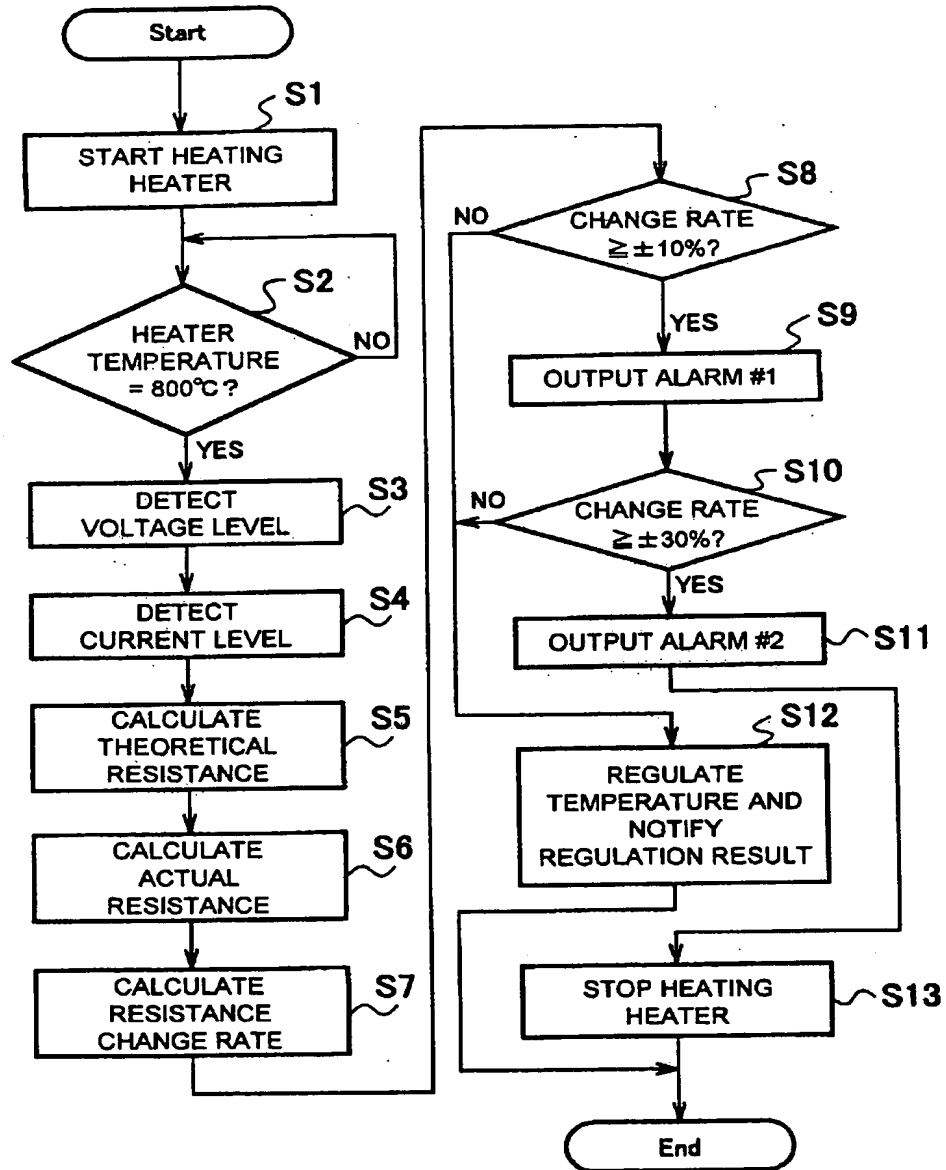 Start
S1
START HEATING
HEATER
S2
HEATER
TEMPERATURE
= 800°C?
NO
YES
S3
DETECT
VOLTAGE LEVEL
S4
DETECT
CURRENT LEVEL
S5
CALCULATE
THEORETICAL
RESISTANCE
S6
CALCULATE
ACTUAL
RESISTANCE
S7
CALCULATE
RESISTANCE
CHANGE RATE
S8
CHANGE RATE
≧ ±10%?
NO
YES
S9
OUTPUT ALARM #1
S10
CHANGE RATE
≧ ±30%?
NO
YES
OUTPUT ALARM #2
S11
S12
REGULATE
TEMPERATURE AND
NOTIFY
REGULATION RESULT
STOP HEATING
HEATER
S13
End